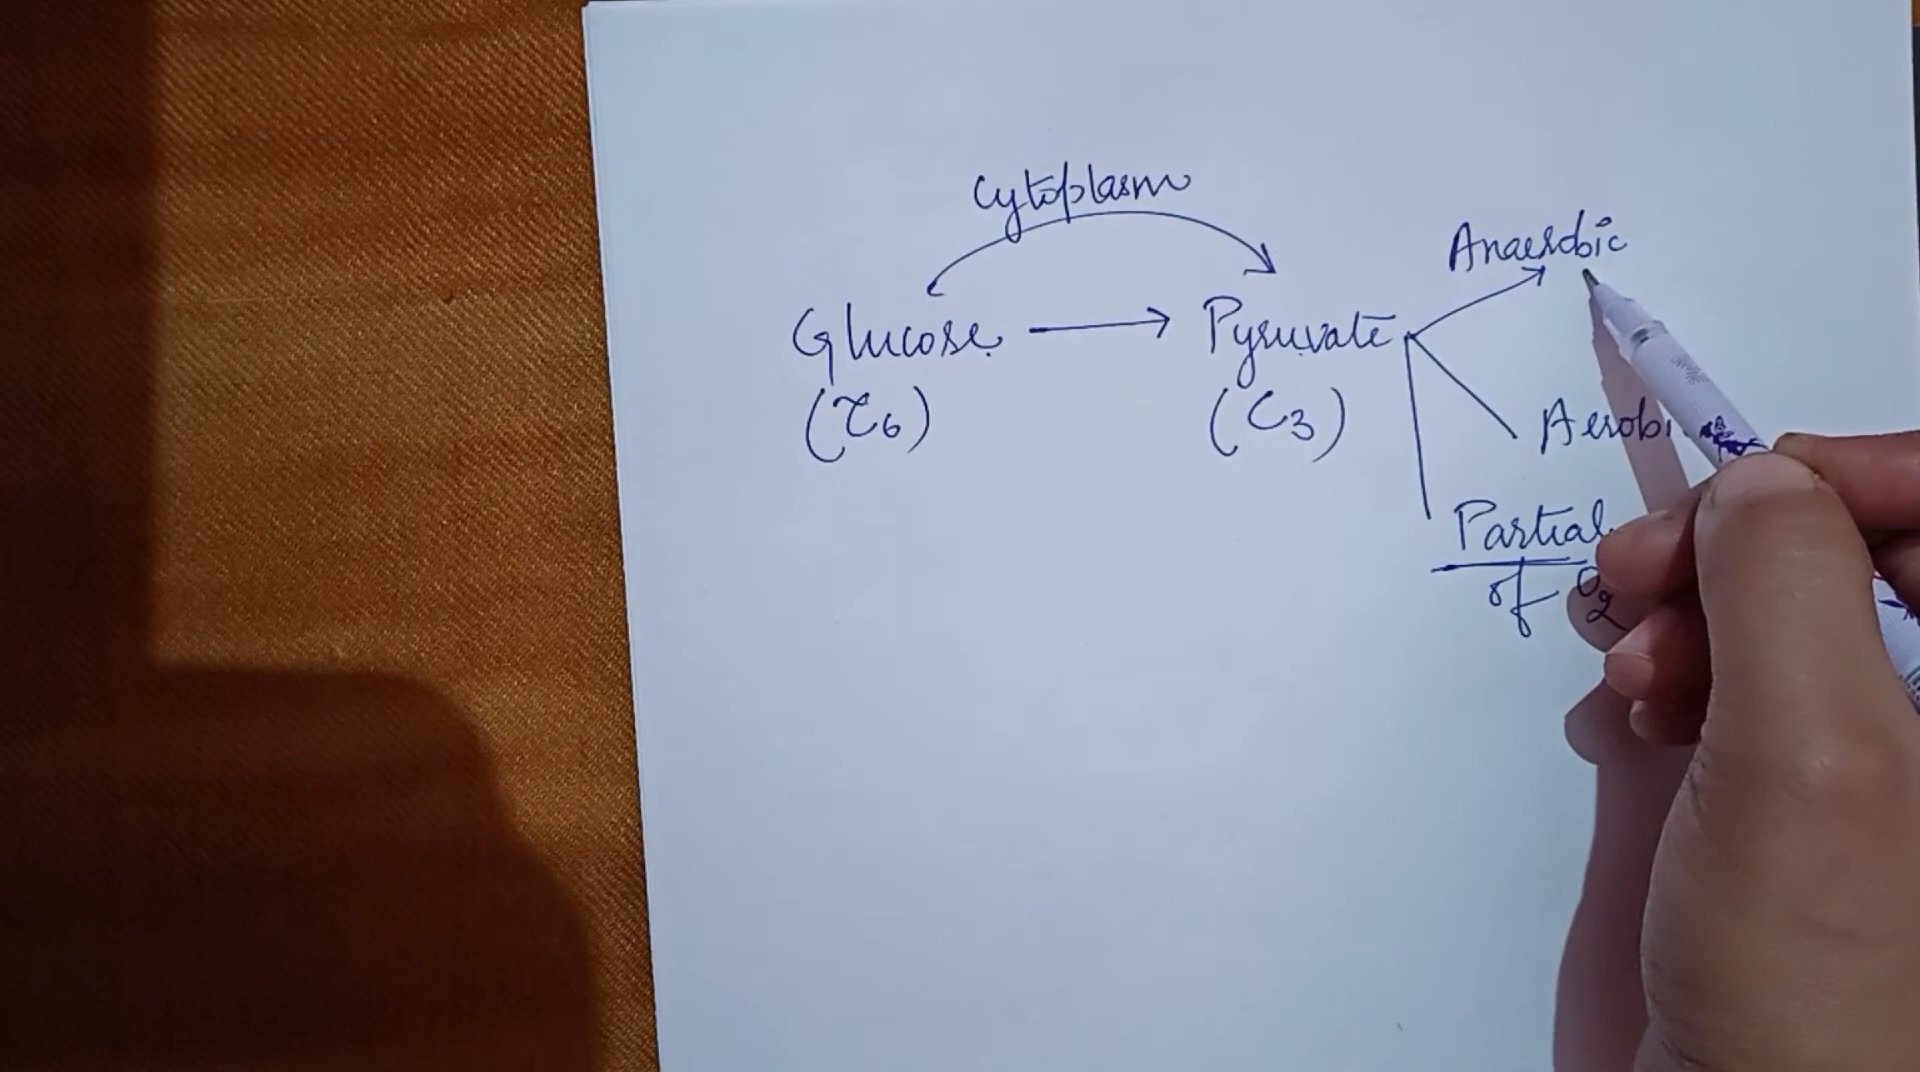 Cytoplasm
Anaerobic
Glucose → Pyruvate
(C6) (C3)
Aerobi
Partial
of O2